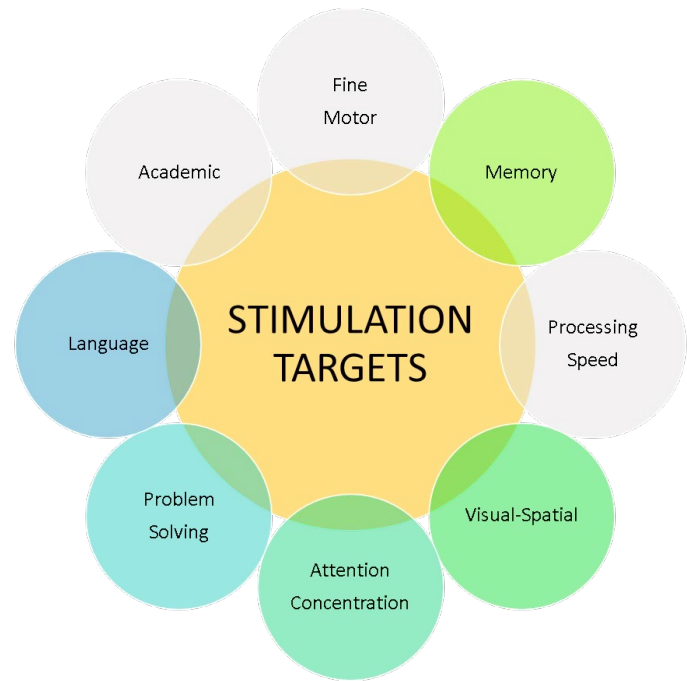 Fine
Motor
Academic
Memory
STIMULATION
TARGETS
Language
Processing
Speed
Problem
Solving
Visual-Spatial
Attention
Concentration